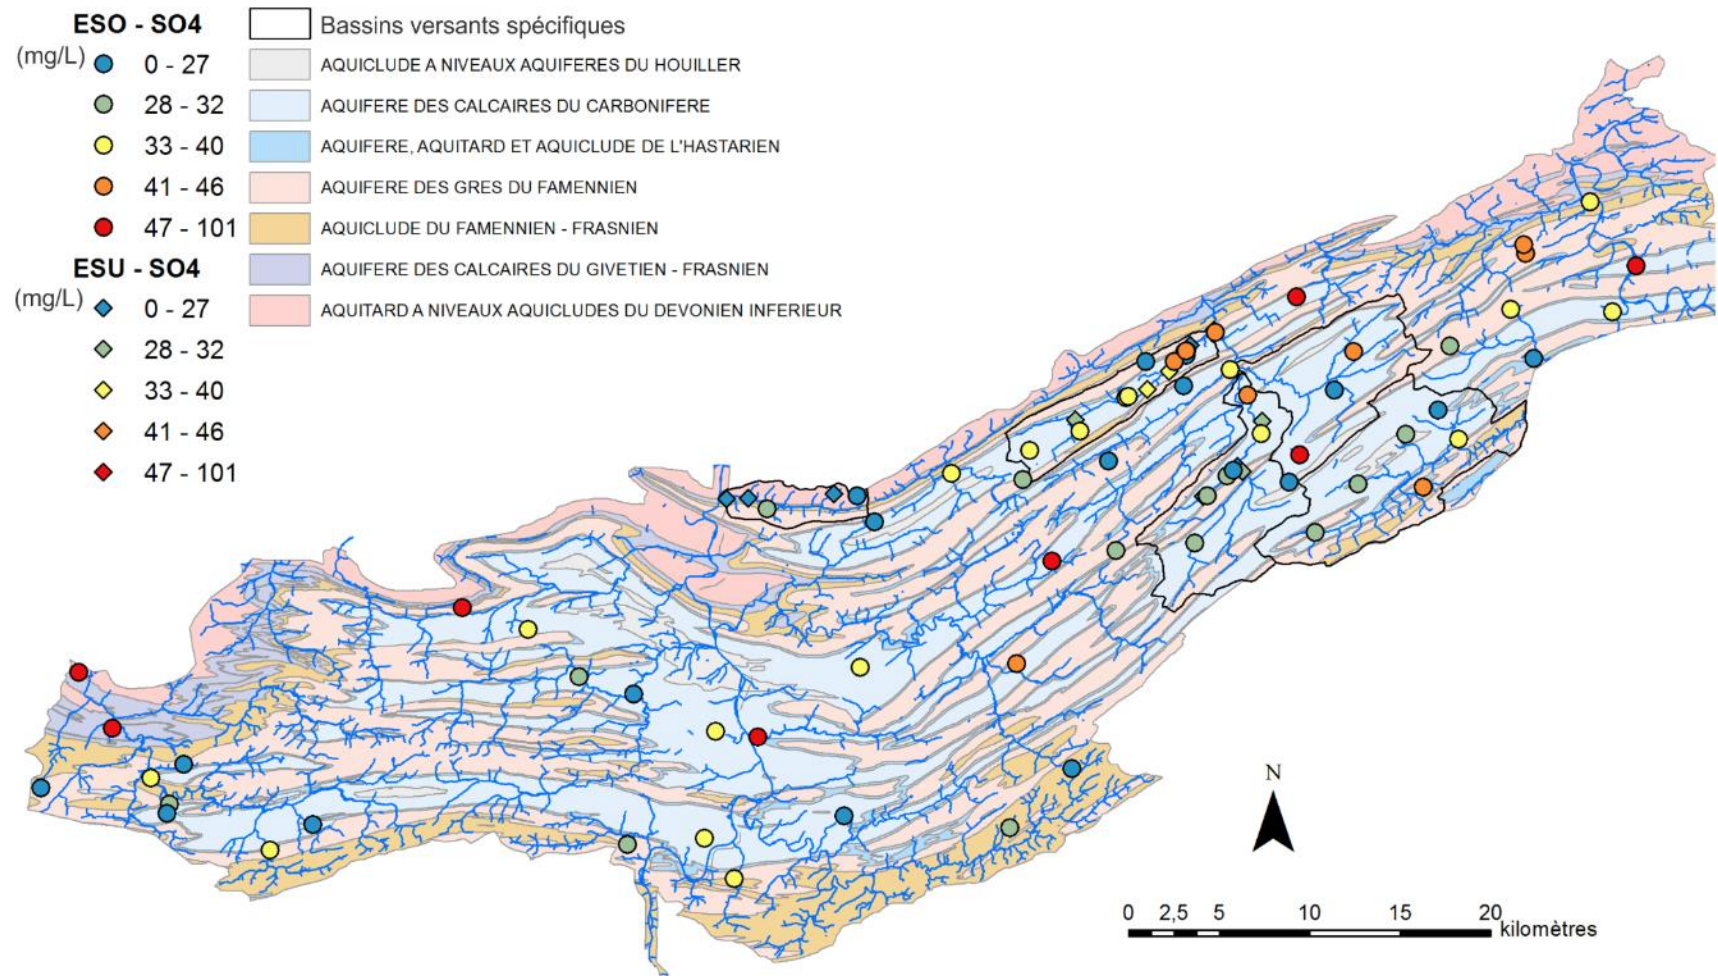 ESO - SO4
(mg/L)
0 - 27
28 - 32
33 - 40
41 - 46
47 - 101
ESU - SO4
(mg/L)
0 - 27
28 - 32
33 - 40
41 - 46
47 - 101
Bassins versants spécifiques
AQUICLUDE A NIVEAUX AQUIFERES DU HOUILLER
AQUIFERE DES CALCAIRES DU CARBONIFERE
AQUIFÈRE, AQUITARD ET AQUICLUDE DE L'HASTARIEN
AQUIFERE DES GRES DU FAMENNIEN
AQUICLUDE DU FAMENNIEN - FRASNIEN
AQUIFERE DES CALCAIRES DU GIVETIEN - FRASNIEN
AQUITARD A NIVEAUX AQUICLUDES DU DEVONIEN INFERIEUR
N
0 2,5 5 10 15 20
kilomètres